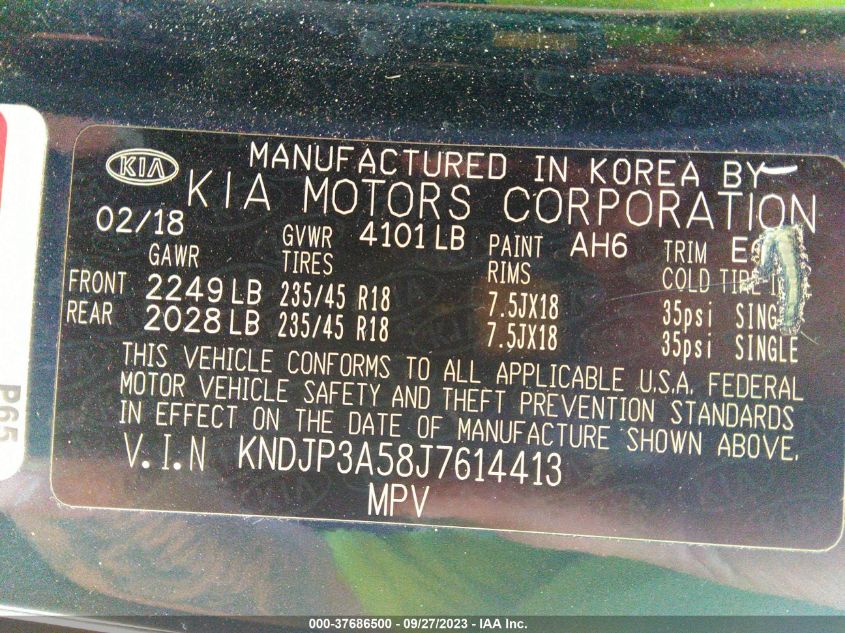 KIA
MANUFACTURED IN KOREA BY
KIA MOTORS CORPORATION
02/18 GVWR 4101LB PAINT AH6 TRIM
GAWR TIRES RIMS COLD
FRONT 2249LB 235/45 R18 7.5JX18 35psi
REAR 2028LB 235/45 R18 7.5JX18 35psi SINGLE
THIS VEHICLE CONFORMS TO ALL APPLICABLE U.S.A. FEDERAL
MOTOR VEHICLE SAFETY AND THEFT PREVENTION STANDARDS
IN EFFECT ON THE DATE OF MANUFACTURE SHOWN ABOVE.
V.I.N KNDJP3A58J7614413
MPV
P65
000-37686500 - 09/27/2023 - IAA Inc.